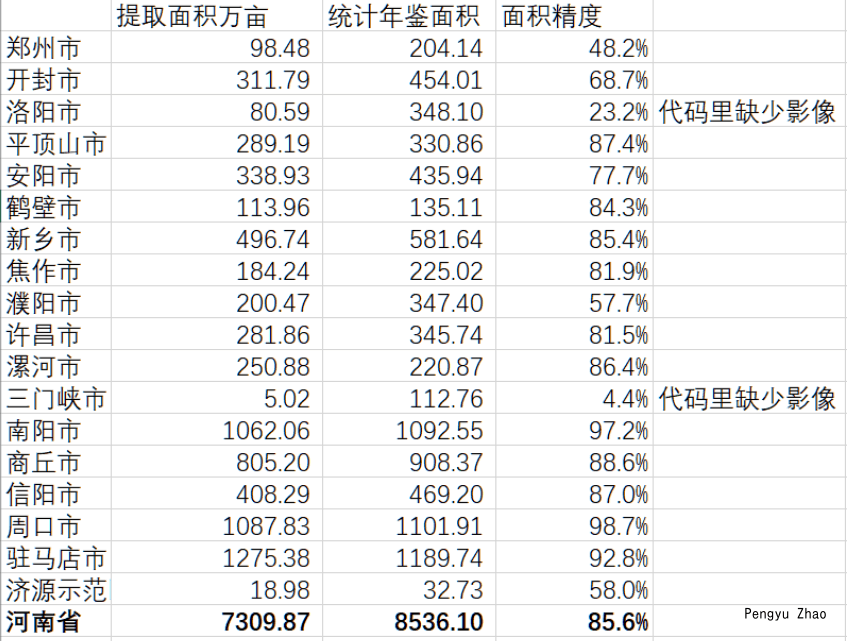 提取面积万亩 统计年鉴面积 面积精度
郑州市 98.48 204.14 48.2%
开封市 311.79 454.01 68.7%
洛阳市 80.59 348.10 23.2% 代码里缺少影像
平顶山市 289.19 330.86 87.4%
安阳市 338.93 435.94 77.7%
鹤壁市 113.96 135.11 84.3%
新乡市 496.74 581.64 85.4%
焦作市 184.24 225.02 81.9%
濮阳市 200.47 347.40 57.7%
许昌市 281.86 345.74 81.5%
漯河市 250.88 220.87 86.4%
三门峡市 5.02 112.76 4.4% 代码里缺少影像
南阳市 1062.06 1092.55 97.2%
商丘市 805.20 908.37 88.6%
信阳市 408.29 469.20 87.0%
周口市 1087.83 1101.91 98.7%
驻马店市 1275.38 1189.74 92.8%
济源示范 18.98 32.73 58.0%
河南省 7309.87 8536.10 85.6%
Pengyu Zhao